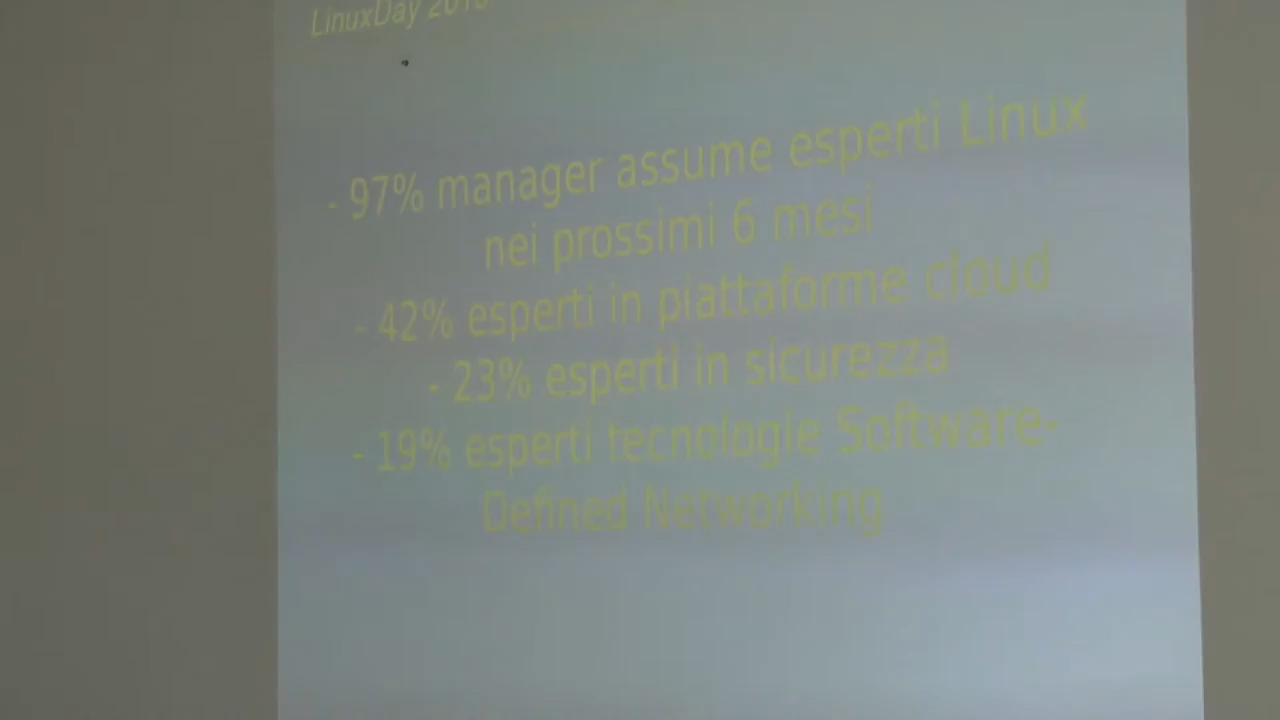 LinuxDay
- 97% manager assume esperti Linux
nei prossimi 6 mesi
- 42% esperti in piattaforme cloud
- 23% esperti in sicurezza
- 19% esperti tecnologie Software-
Defined Networking